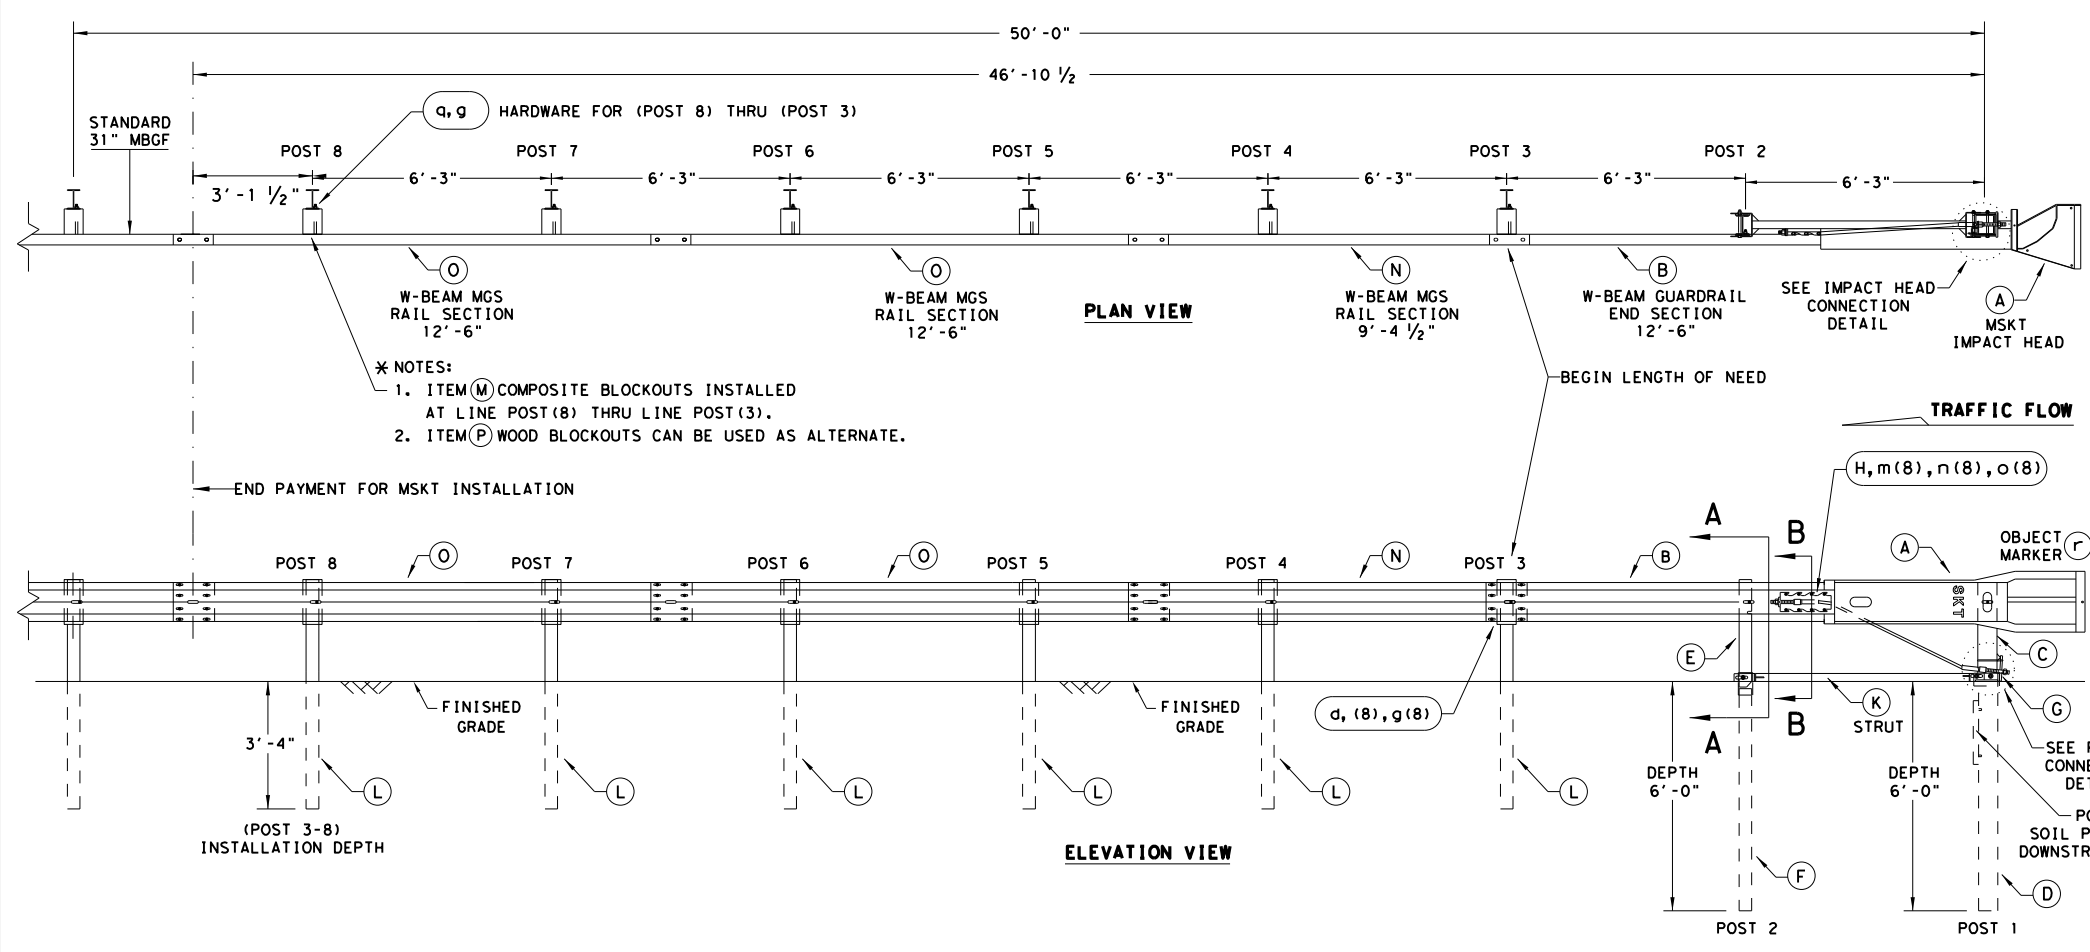 50'-0"
46'-10 ½
STANDARD
31" MBGF
q,g HARDWARE FOR (POST 8) THRU (POST 3)
POST 8
POST 7
POST 6
POST 5
POST 4
POST 3
POST 2
3'-1 ½"
6'-3"
6'-3"
6'-3"
6'-3"
6'-3"
6'-3"
6'-3"
O
W-BEAM MGS
RAIL SECTION
12'-6"
O
W-BEAM MGS
RAIL SECTION
12'-6"
PLAN VIEW
N
W-BEAM MGS
RAIL SECTION
9'-4 ½"
B
W-BEAM GUARDRAIL
END SECTION
12'-6"
SEE IMPACT HEAD
CONNECTION
DETAIL
A
MSKT
IMPACT HEAD
* NOTES:
1. ITEM M COMPOSITE BLOCKOUTS INSTALLED
AT LINE POST(8) THRU LINE POST(3).
2. ITEM P WOOD BLOCKOUTS CAN BE USED AS ALTERNATE.
BEGIN LENGTH OF NEED
TRAFFIC FLOW
END PAYMENT FOR MSKT INSTALLATION
H,m(8),n(8),o(8)
POST 8
O
POST 7
POST 6
O
POST 5
POST 4
N
POST 3
B
A
B
A
OBJECT
MARKER r
SKT
E
C
FINISHED
GRADE
FINISHED
GRADE
d, (8),g(8)
A
B
K
STRUT
G
3'-4"
L
L
L
L
L
L
DEPTH
6'-0"
DEPTH
6'-0"
SEE
CONNE
DET
SOIL P
DOWNSTR
(POST 3-8)
INSTALLATION DEPTH
ELEVATION VIEW
F
D
POST 2
POST 1